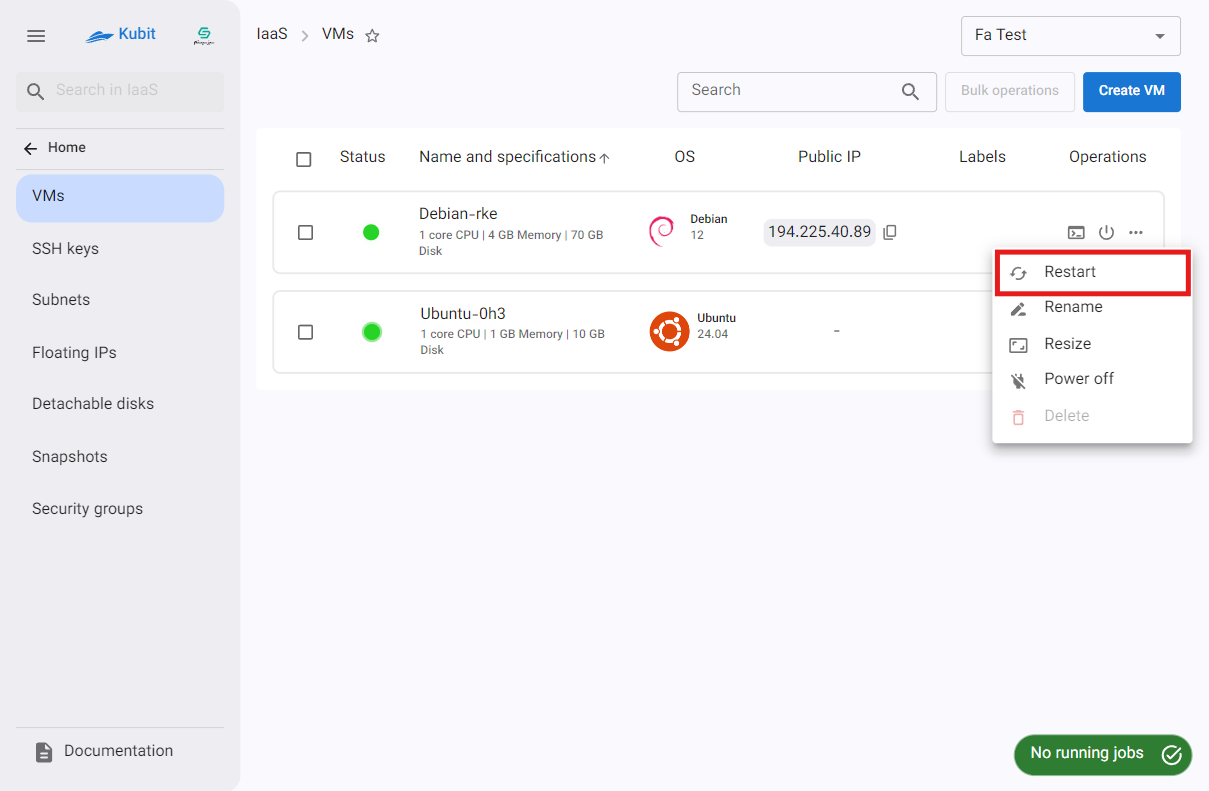 Kubit
IaaS
VMs
Fa Test
Search in IaaS
Search
Bulk operations
Create VM
Home
VMs
SSH keys
Subnets
Floating IPs
Detachable disks
Snapshots
Security groups
Documentation
Status
Name and specifications
OS
Public IP
Labels
Operations
Debian-rke
1 core CPU | 4 GB Memory | 70 GB
Disk
Debian
12
194.225.40.89
Ubuntu-0h3
1 core CPU | 1 GB Memory | 10 GB
Disk
Ubuntu
24.04
-
Restart
Rename
Resize
Power off
Delete
No running jobs